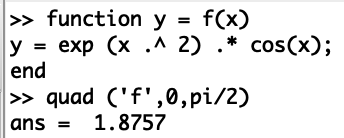 >> function y = f(x)
y = exp (x .^ 2) .* cos(x);
end
>> quad ('f',0,pi/2)
ans =  1.8757